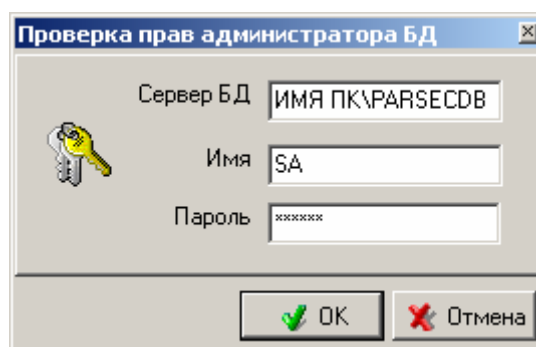 Проверка прав администратора БД
Сервер БД ИМЯ ПК\PARSECDB
Имя SA
Пароль ******
OK Отмена